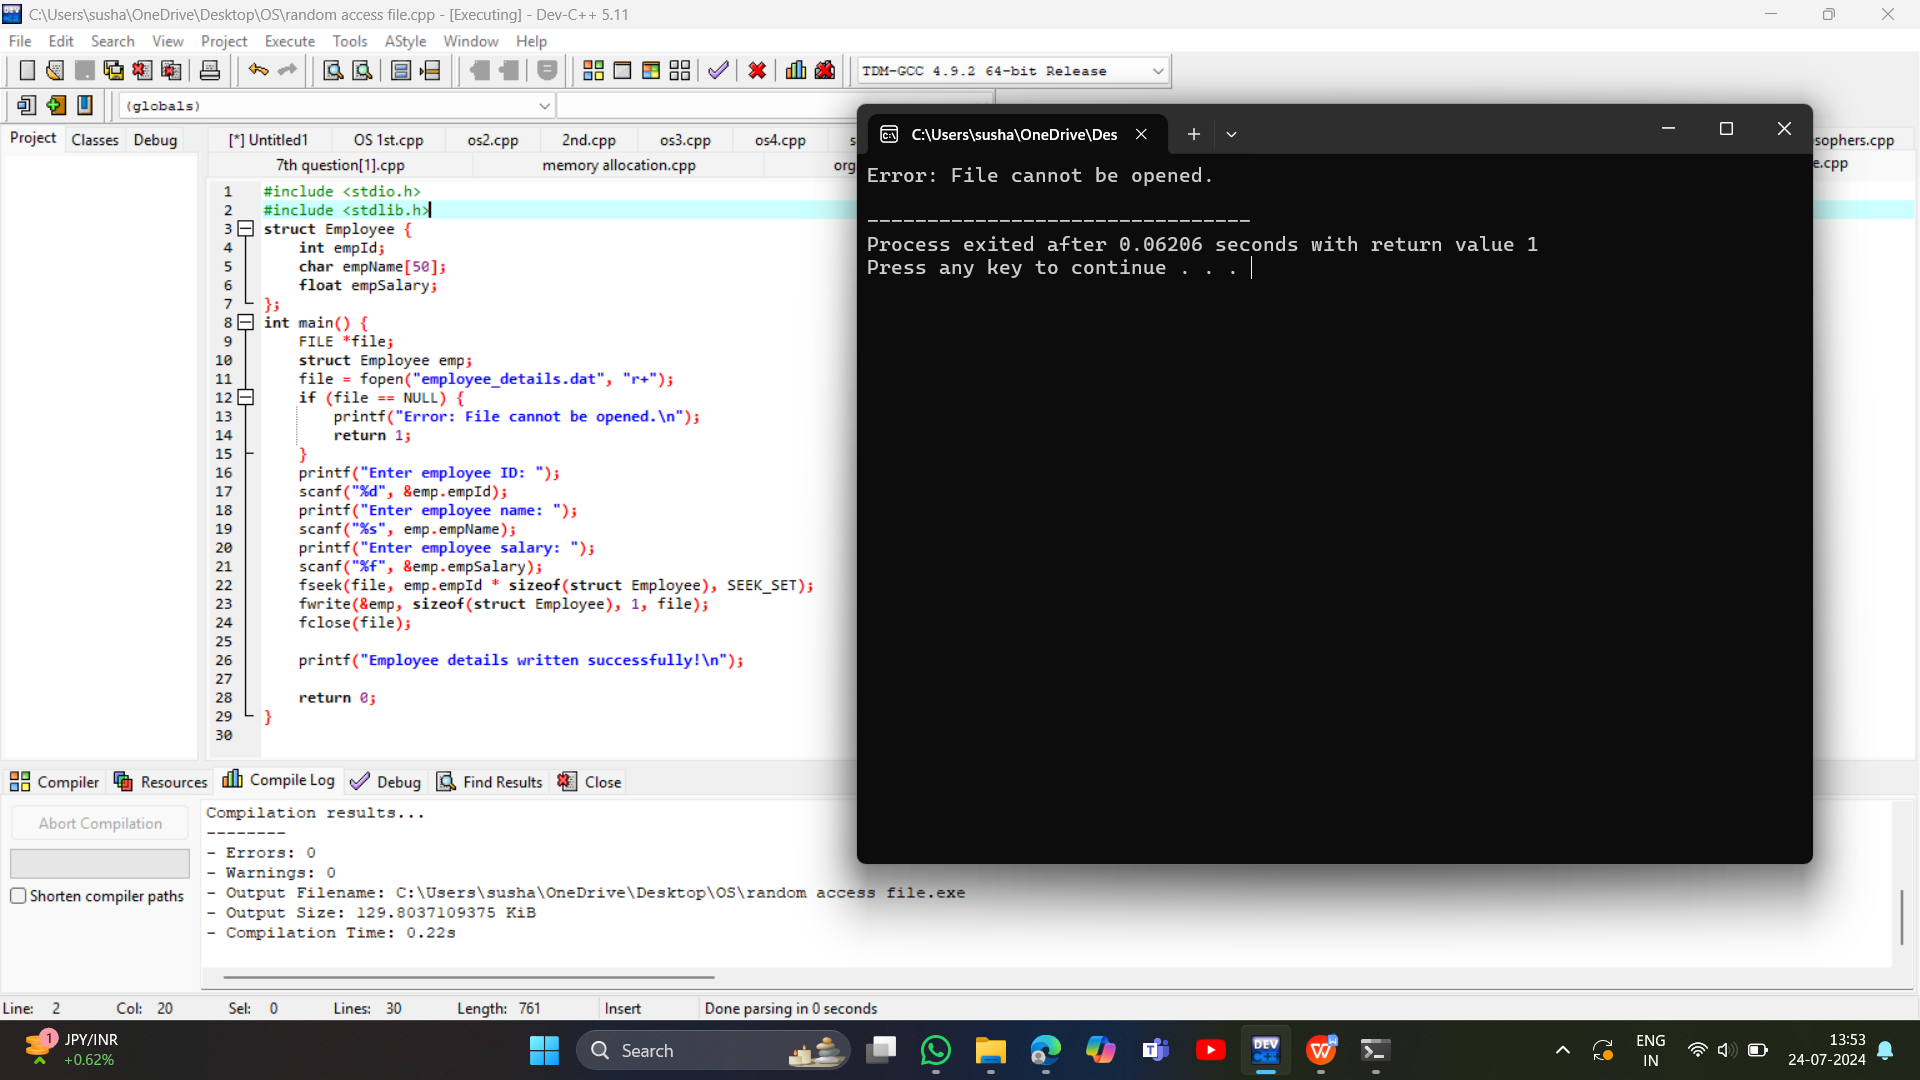 C:\Users\susha\OneDrive\Desktop\OS\random access file.cpp - [Executing] - Dev-C++ 5.11
File Edit Search View Project Execute Tools AStyle Window Help
TDM-GCC 4.9.2 64-bit Release
(globals)
Project Classes Debug
[*] Untitled1 OS 1st.cpp os2.cpp 2nd.cpp os3.cpp os4.cpp s sophers.cpp
7th question[1].cpp memory allocation.cpp org e.cpp
1 #include <stdio.h>
2 #include <stdlib.h>
3 struct Employee {
4 int empId;
5 char empName[50];
6 float empSalary;
7 };
8 int main() {
9 FILE *file;
10 struct Employee emp;
11 file = fopen("employee_details.dat", "r+");
12 if (file == NULL) {
13 printf("Error: File cannot be opened.\n");
14 return 1;
15 }
16 printf("Enter employee ID: ");
17 scanf("%d", &emp.empId);
18 printf("Enter employee name: ");
19 scanf("%s", emp.empName);
20 printf("Enter employee salary: ");
21 scanf("%f", &emp.empSalary);
22 fseek(file, emp.empId * sizeof(struct Employee), SEEK_SET);
23 fwrite(&emp, sizeof(struct Employee), 1, file);
24 fclose(file);
25
26 printf("Employee details written successfully!\n");
27
28 return 0;
29 }
30
C:\Users\susha\OneDrive\Des
Error: File cannot be opened.
--------------------------------
Process exited after 0.06206 seconds with return value 1
Press any key to continue . . .
Compiler Resources Compile Log Debug Find Results Close
Abort Compilation
Shorten compiler paths
Compilation results...
--------
- Errors: 0
- Warnings: 0
- Output Filename: C:\Users\susha\OneDrive\Desktop\OS\random access file.exe
- Output Size: 129.8037109375 KiB
- Compilation Time: 0.22s
Line: 2 Col: 20 Sel: 0 Lines: 30 Length: 761 Insert Done parsing in 0 seconds
1 JPY/INR
+0.62%
Search
DEV
C++
ENG
IN
13:53
24-07-2024